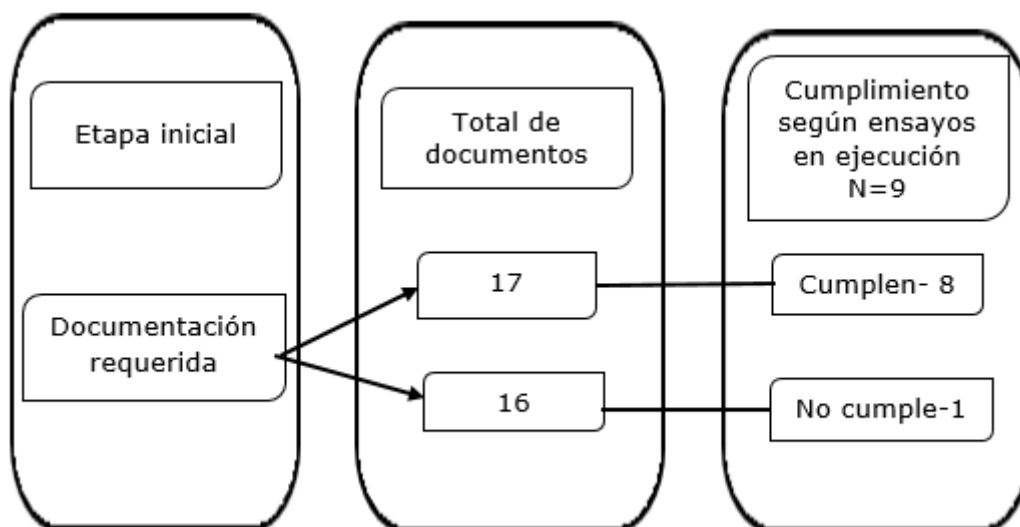 Etapa inicial
Total de
documentos
Cumplimiento
según ensayos
en ejecución
N=9
Documentación
requerida
17
Cumplen- 8
16
No cumple-1